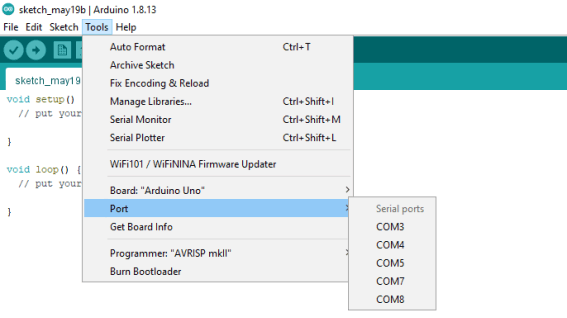 sketch_may19b | Arduino 1.8.13
File Edit Sketch Tools Help
sketch_may19
void setup()
// put your
}
void loop() {
// put your
}
Auto Format Ctrl+T
Archive Sketch
Fix Encoding & Reload
Manage Libraries... Ctrl+Shift+I
Serial Monitor Ctrl+Shift+M
Serial Plotter Ctrl+Shift+L
WiFi101 / WiFiNINA Firmware Updater
Board: "Arduino Uno"
Port
Get Board Info
Programmer: "AVRISP mkII"
Burn Bootloader
Serial ports
COM3
COM4
COM5
COM7
COM8